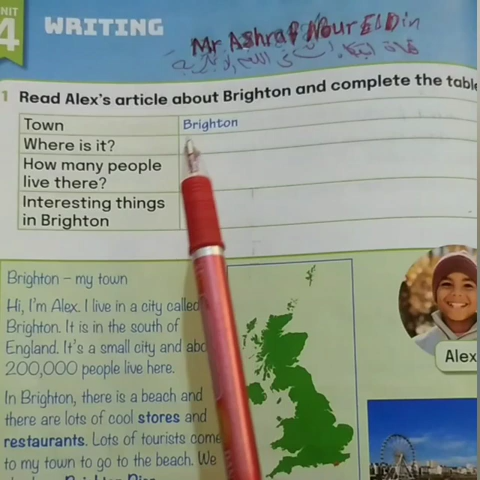 UNIT
4
WRITING
Mr Ashraf Nour ElDin
1 Read Alex's article about Brighton and complete the table
Town Brighton
Where is it?
How many people
live there?
Interesting things
in Brighton
Brighton – my town
Hi, I'm Alex. I live in a city called
Brighton. It is in the south of
England. It's a small city and
200,000 people live here.
In Brighton, there is a beach and
there are lots of cool stores and
restaurants. Lots of tourists come
to my town to go to the beach. We
Alex